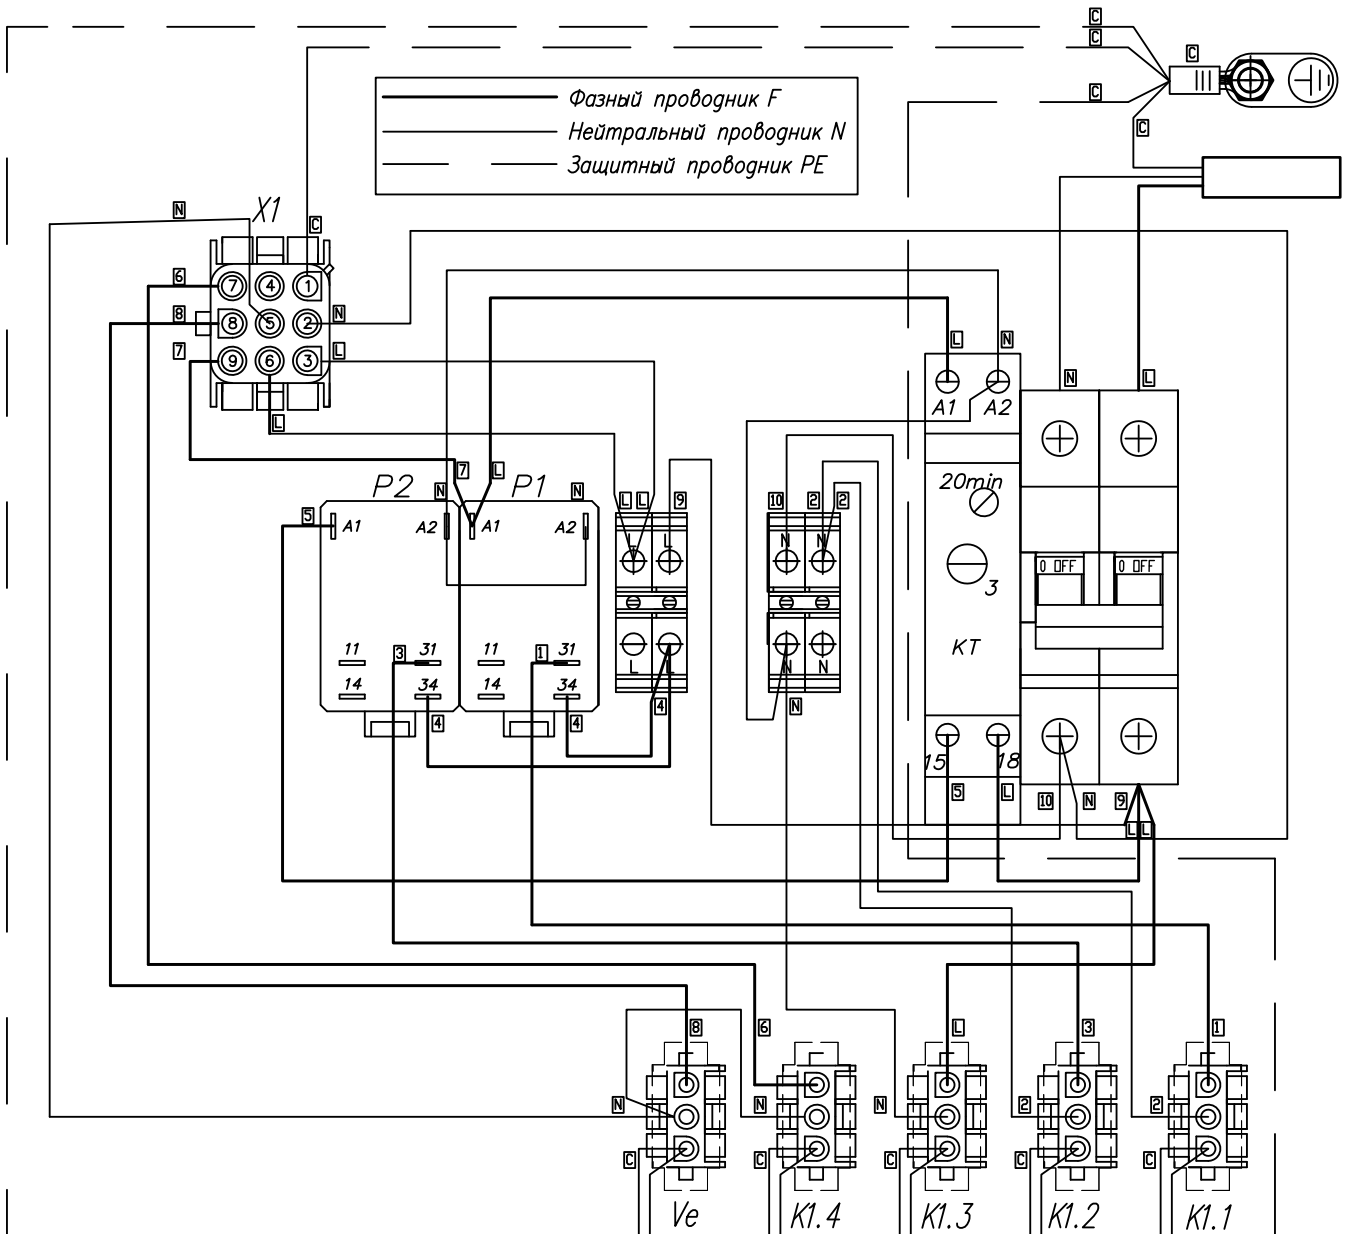 C
C
C
C
C
Фазный проводник F
Нейтральный проводник N
Защитный проводник PE
N
X1
C
6
7 4 1
8
8 5 2
N
7
9 6 3
L
L
L
N
N
L
A1 A2
7
L
P2
N
P1
N
L
L
9
10
2
2
20min
5
A1
A2
A1
A2
L
L
N
N
0 OFF
0 OFF
3
11
3
31
11
1
31
KT
L
L
N
N
14
34
14
34
4
4
4
N
15
18
5
L
10
N
9
L
L
8
6
L
3
1
N
N
N
2
2
C
C
C
C
C
Ve
K1.4
K1.3
K1.2
K1.1